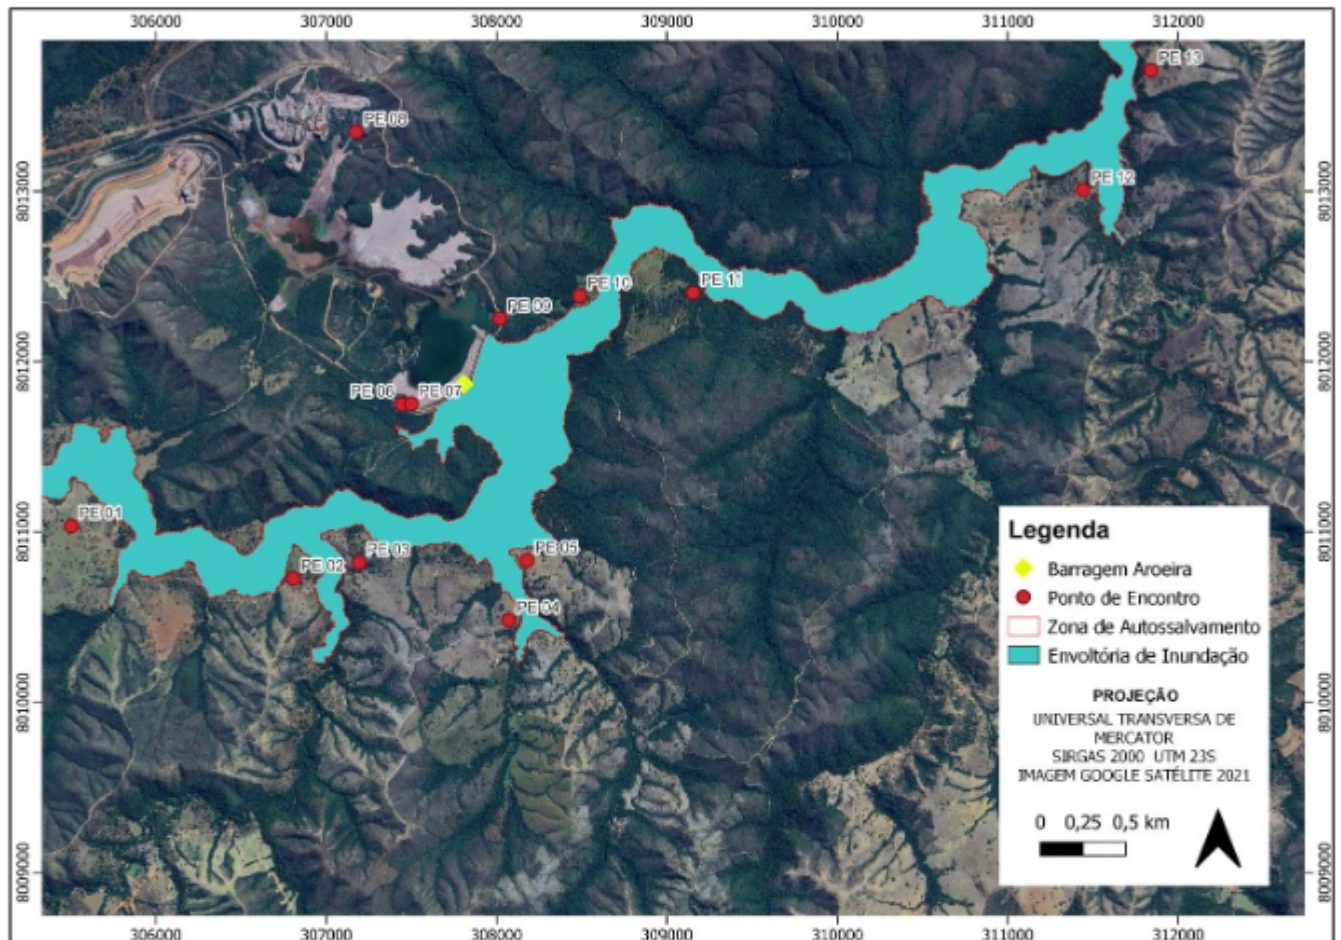 306000 307000 308000 309000 310000 311000 312000
PE 13
PE 08
8013000 8013000
PE 12
PE 10 PE 11
PE 09
8012000 8012000
PE 06 PE 07
PE 01
8011000 8011000
PE 05
PE 03
PE 02
PE 04
Legenda
Barragem Aroeira
Ponto de Encontro
Zona de Autossalvamento
Envoltória de Inundação
PROJEÇÃO
UNIVERSAL TRANSVERSA DE
MERCATOR
SIRGAS 2000 UTM 23S
IMAGEM GOOGLE SATÉLITE 2021
0 0,25 0,5 km
8010000 8010000
8009000 8009000
306000 307000 308000 309000 310000 311000 312000